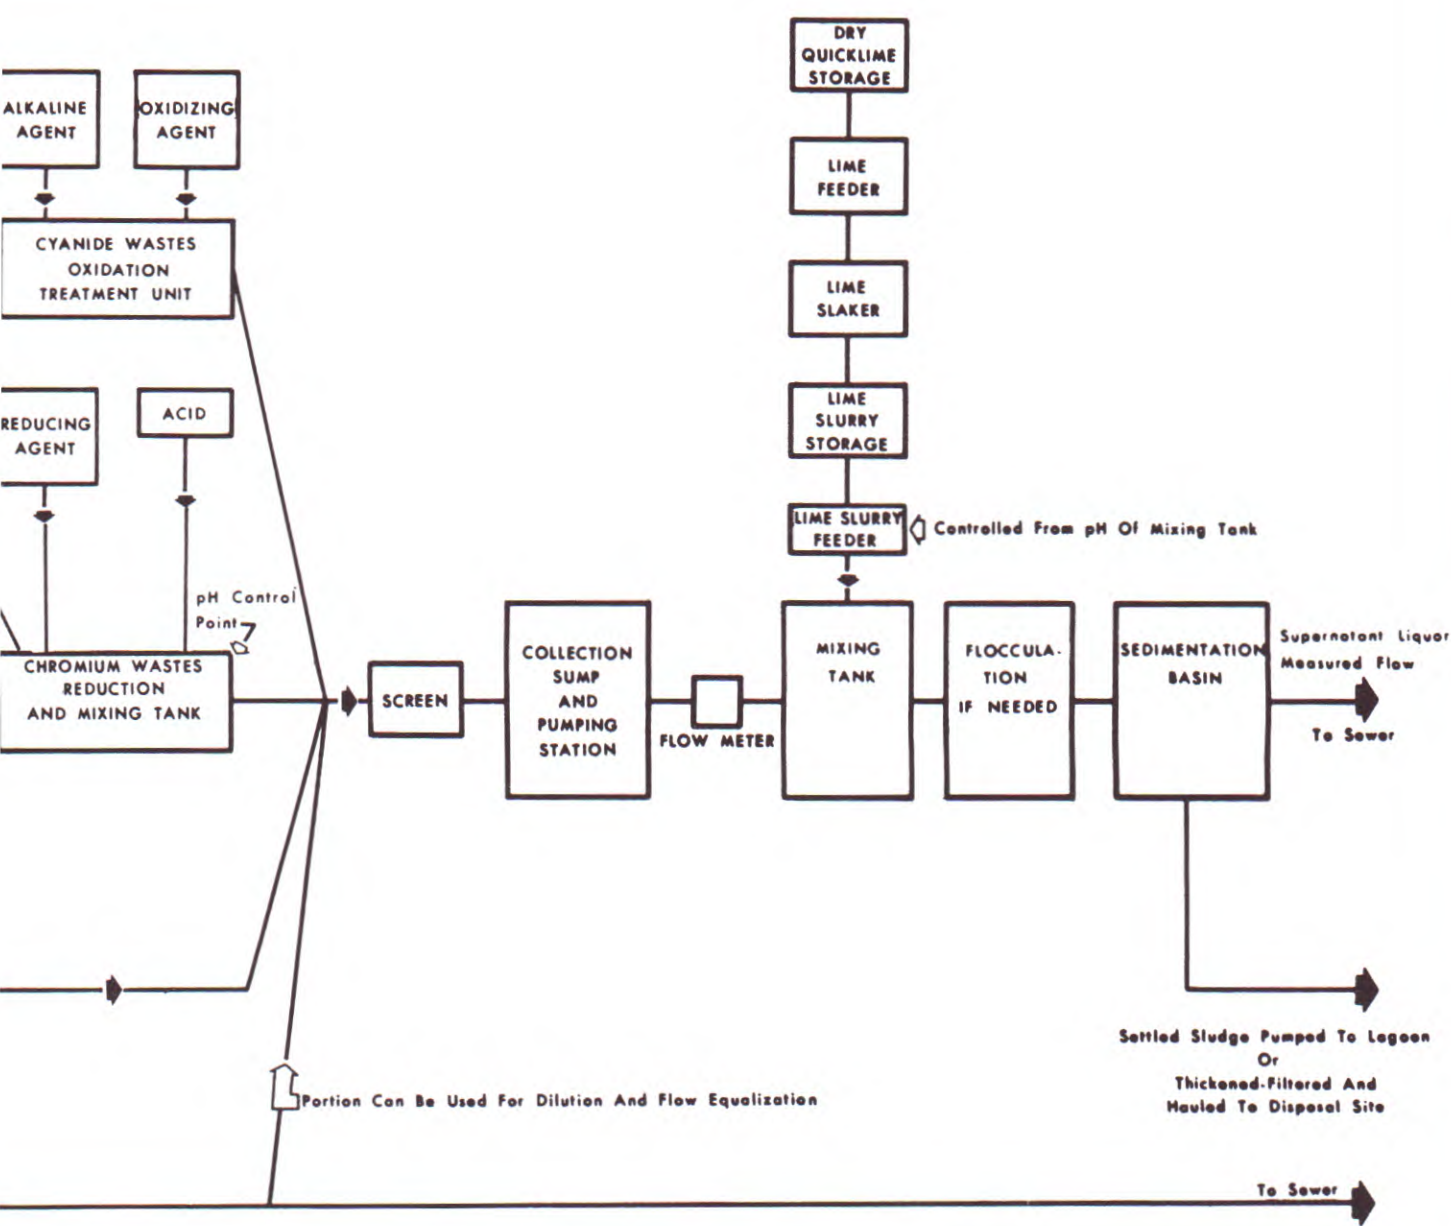 DRY
QUICKLIME
STORAGE
ALKALINE
AGENT
OXIDIZING
AGENT
LIME
FEEDER
CYANIDE WASTES
OXIDATION
TREATMENT UNIT
LIME
SLAKER
REDUCING
AGENT
ACID
LIME
SLURRY
STORAGE
LIME SLURRY
FEEDER
Controlled From pH Of Mixing Tank
pH Control
Point
CHROMIUM WASTES
REDUCTION
AND MIXING TANK
SCREEN
COLLECTION
SUMP
AND
PUMPING
STATION
FLOW METER
MIXING
TANK
FLOCCULA-
TION
IF NEEDED
SEDIMENTATION
BASIN
Supernatant Liquor
Measured Flow
To Sewer
Settled Sludge Pumped To Lagoon
Or
Thickened-Filtered And
Hauled To Disposal Site
Portion Can Be Used For Dilution And Flow Equalization
To Sewer